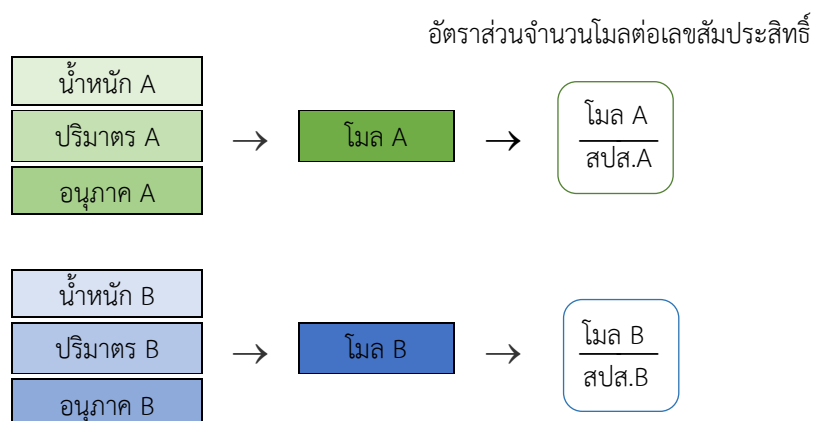 อัตราส่วนจำนวนโมลต่อเลขสัมประสิทธิ์
น้ำหนัก A
ปริมาตร A
อนุภาค A
→
โมล A
→
โมล A
สปส.A
น้ำหนัก B
ปริมาตร B
อนุภาค B
→
โมล B
→
โมล B
สปส.B